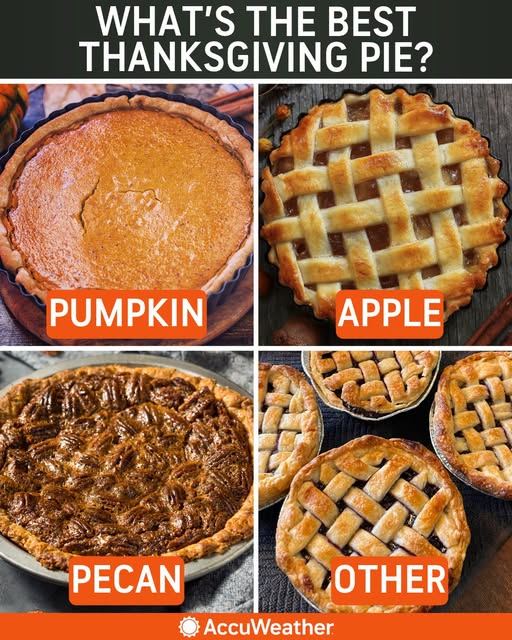 WHAT'S THE BEST
THANKSGIVING PIE?
PUMPKIN
APPLE
PECAN
OTHER
AccuWeather